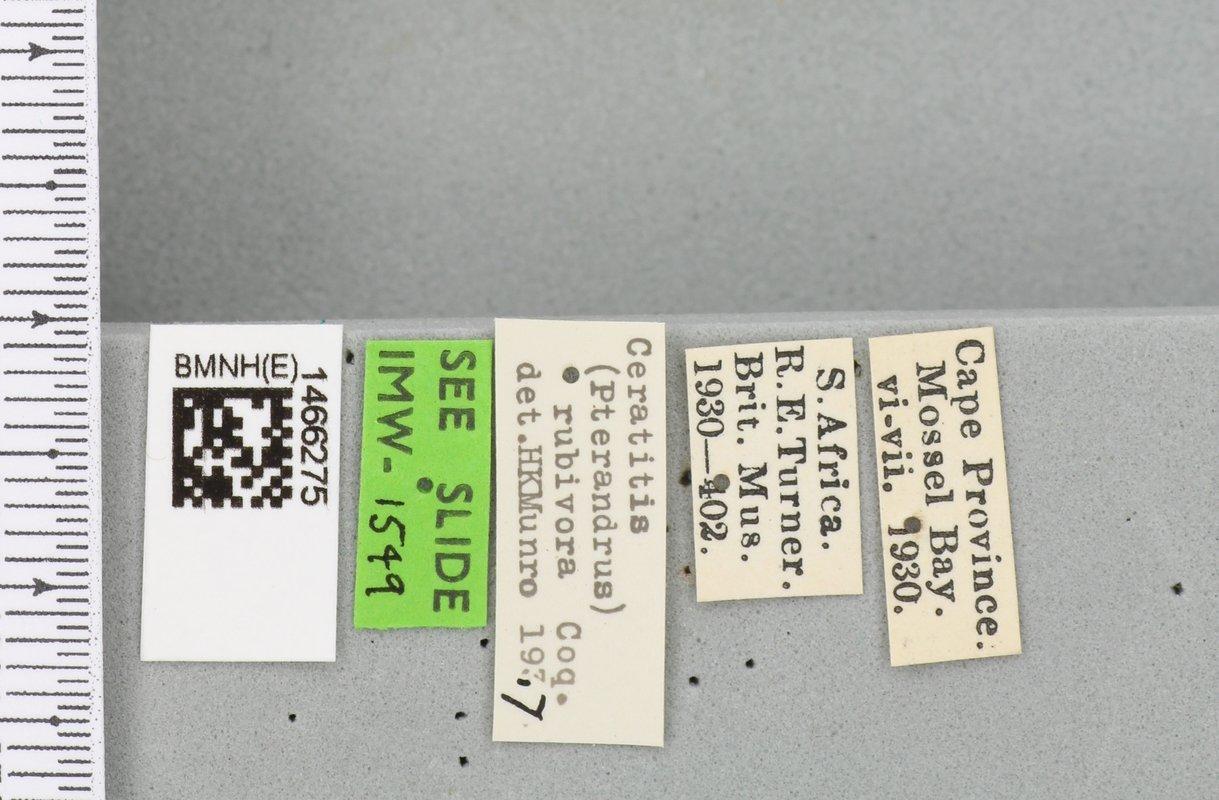 BMNH(E)
1466275
SEE SLIDE
IMW-1549
Ceratitis
(Pterandrus)
rubivora Coq.
det.HKMunro
S. Africa.
R. E. Turner.
Brit. Mus.
1930—402.
Cape Province.
Mossel Bay.
vi-vii. 1930.